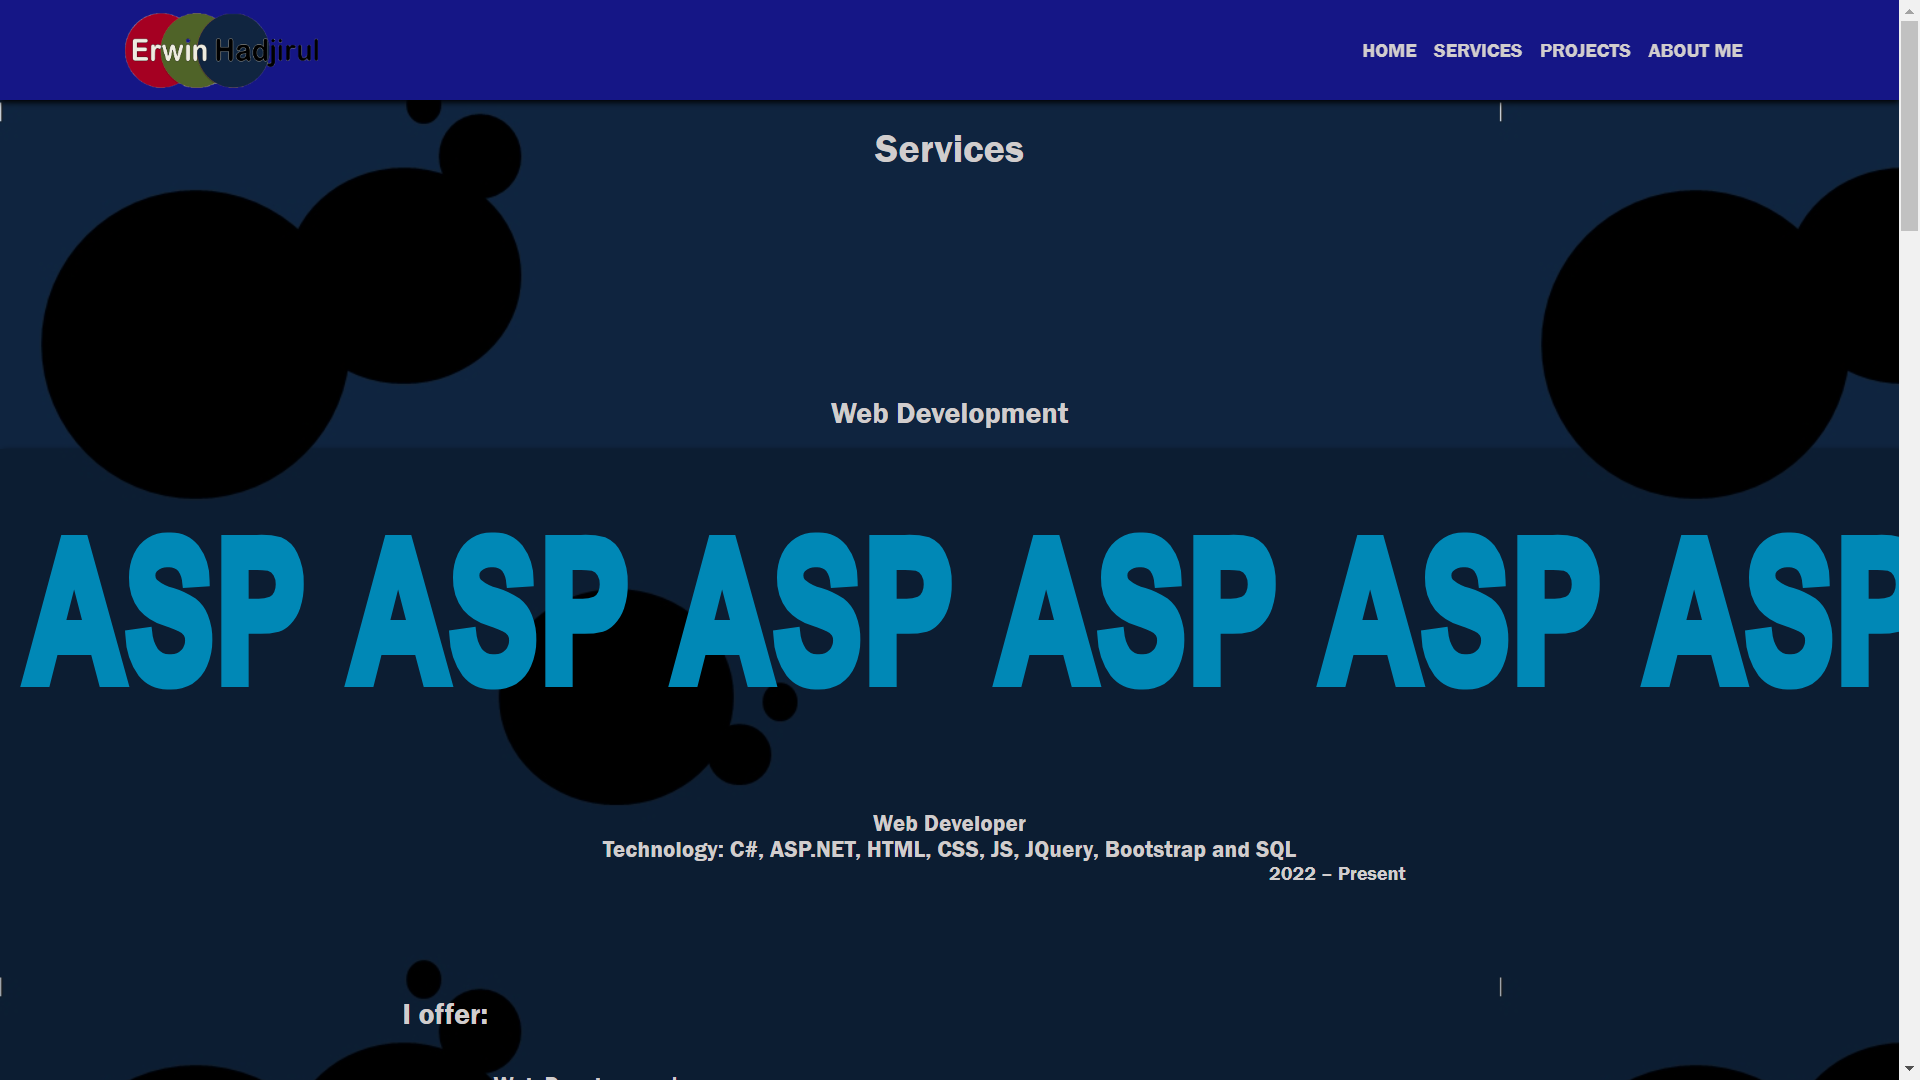 Erwin Hadjirul
HOME SERVICES PROJECTS ABOUT ME
Services
Web Development
ASP ASP ASP ASP ASP ASP
Web Developer
Technology: C#, ASP.NET, HTML, CSS, JS, JQuery, Bootstrap and SQL
2022 – Present
I offer: